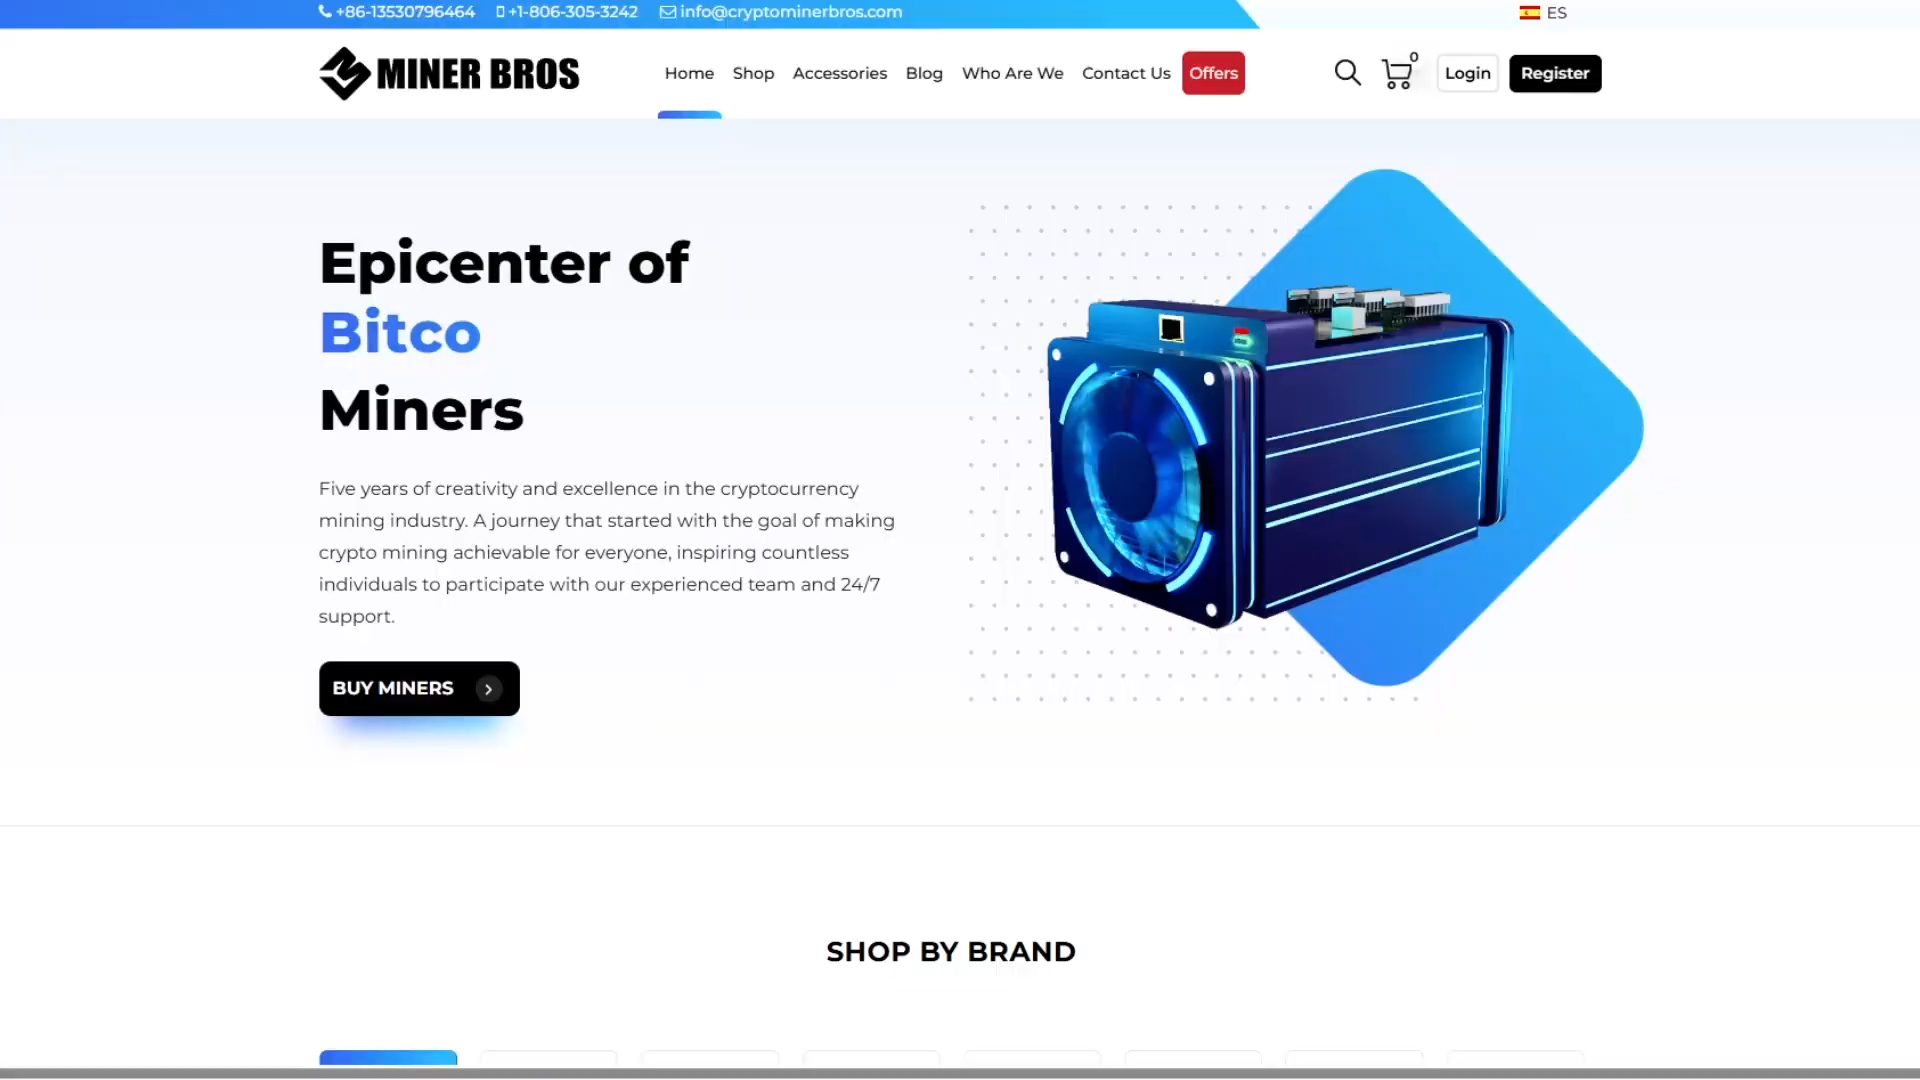 +86-13530796464 +1-806-305-3242 info@cryptominerbros.com ES
MINER BROS Home Shop Accessories Blog Who Are We Contact Us Offers 0 Login Register
Epicenter of
Bitco
Miners
Five years of creativity and excellence in the cryptocurrency
mining industry. A journey that started with the goal of making
crypto mining achievable for everyone, inspiring countless
individuals to participate with our experienced team and 24/7
support.
BUY MINERS
SHOP BY BRAND